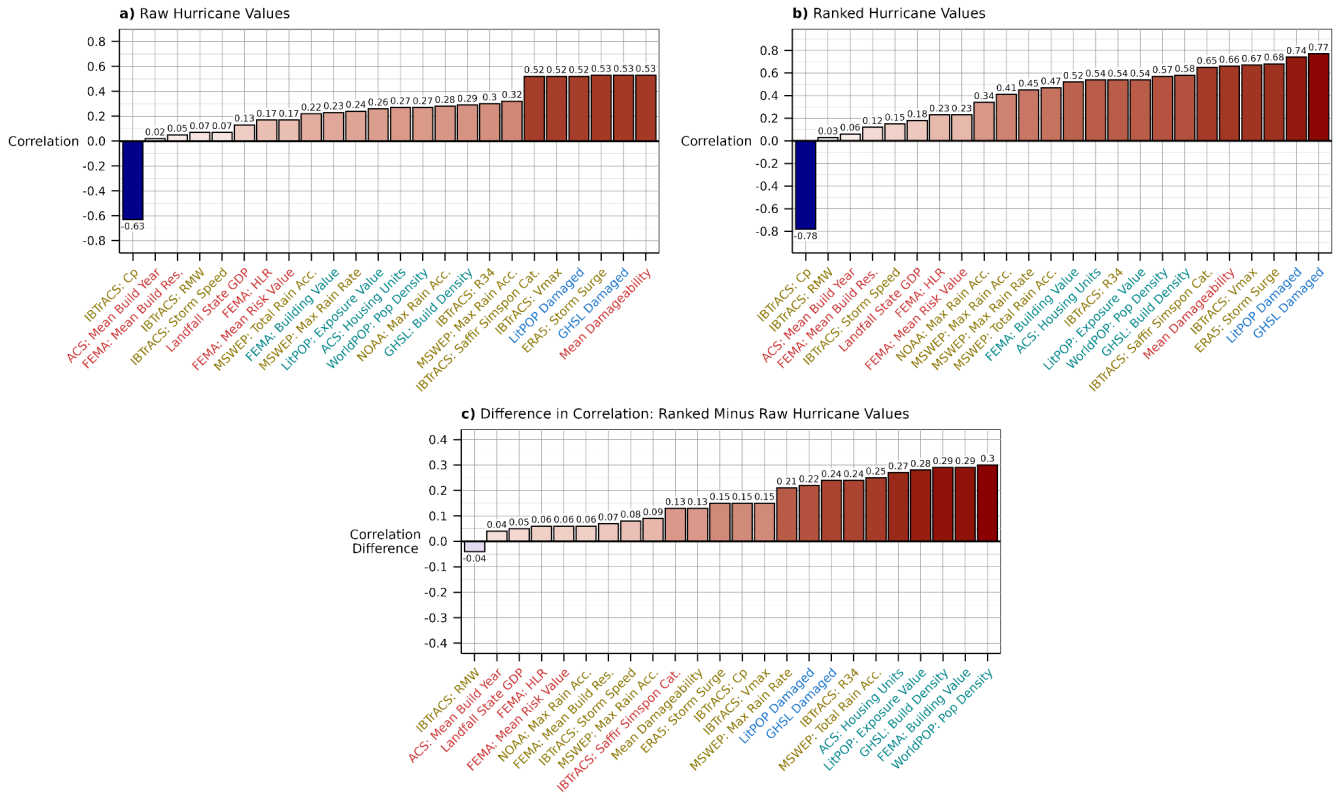 a) Raw Hurricane Values
0.8
0.6
0.4
0.2
0.0
-0.2
-0.4
-0.6
-0.8
Correlation
-0.63
0.02
0.05
0.07
0.07
0.13
0.17
0.17
0.22
0.23
0.24
0.26
0.27
0.27
0.28
0.29
0.3
0.32
0.52
0.52
0.52
0.53
0.53
0.53
IBTrACS: Cp
ACS: Mean Build Year
FEMA: Mean Build Res.
IBTrACS: RMW
IBTrACS: Storm Speed
Landfall State GDP
FEMA: HLR
FEMA: Mean Risk Value
MSWEP: Total Rain Acc.
FEMA: Building Value
MSWEP: Max Rain Rate
LitPOP: Exposure Value
ACS: Housing Units
WorldPOP: Pop Density
NOAA: Max Rain Acc.
GHSL: Build Density
IBTrACS: R34
MSWEP: Max Rain Acc.
IBTrACS: Saffir Simspon Cat.
IBTrACS: Vmax
LitPOP Damaged
ERA5: Storm Surge
GHSL Damaged
Mean Damageability
b) Ranked Hurricane Values
0.8
0.6
0.4
0.2
0.0
-0.2
-0.4
-0.6
-0.8
Correlation
-0.78
0.03
0.06
0.12
0.15
0.18
0.23
0.23
0.34
0.41
0.45
0.47
0.52
0.54
0.54
0.54
0.57
0.58
0.65
0.66
0.67
0.68
0.74
0.77
IBTrACS: Cp
IBTrACS: RMW
ACS: Mean Build Year
FEMA: Mean Build Res.
IBTrACS: Storm Speed
Landfall State GDP
FEMA: HLR
FEMA: Mean Risk Value
NOAA: Max Rain Acc.
MSWEP: Max Rain Acc.
MSWEP: Max Rain Rate
MSWEP: Total Rain Acc.
FEMA: Building Value
ACS: Housing Units
IBTrACS: R34
LitPOP: Exposure Value
WorldPOP: Pop Density
GHSL: Build Density
IBTrACS: Saffir Simspon Cat.
Mean Damageability
IBTrACS: Vmax
ERA5: Storm Surge
LitPOP Damaged
GHSL Damaged
c) Difference in Correlation: Ranked Minus Raw Hurricane Values
0.4
0.3
0.2
0.1
0.0
-0.1
-0.2
-0.3
-0.4
Correlation
Difference
-0.04
0.04
0.05
0.06
0.06
0.06
0.07
0.08
0.09
0.13
0.13
0.15
0.15
0.15
0.21
0.22
0.24
0.24
0.25
0.27
0.28
0.29
0.29
0.3
IBTrACS: RMW
ACS: Mean Build Year
Landfall State GDP
FEMA: HLR
FEMA: Mean Risk Value
NOAA: Max Rain Acc.
FEMA: Mean Build Res.
IBTrACS: Storm Speed
MSWEP: Max Rain Acc.
IBTrACS: Saffir Simspon Cat.
Mean Damageability
ERA5: Storm Surge
IBTrACS: Cp
IBTrACS: Vmax
MSWEP: Max Rain Rate
LitPOP Damaged
GHSL Damaged
IBTrACS: R34
MSWEP: Total Rain Acc.
ACS: Housing Units
LitPOP: Exposure Value
GHSL: Build Density
FEMA: Building Value
WorldPOP: Pop Density